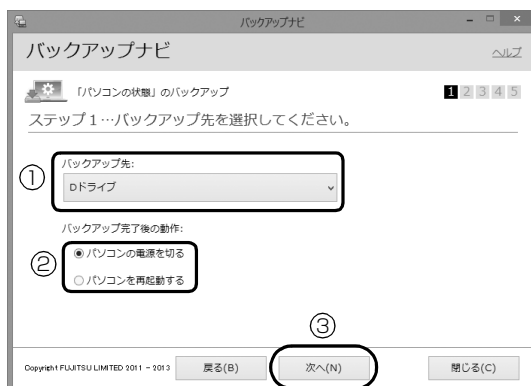 バックアップナビ
バックアップナビ
ヘルプ
「パソコンの状態」のバックアップ
1 2 3 4 5
ステップ1…バックアップ先を選択してください。
①
バックアップ先:
Dドライブ
バックアップ完了後の動作:
②
パソコンの電源を切る
パソコンを再起動する
③
Copyright FUJITSU LIMITED 2011 - 2013
戻る(B)
次へ(N)
閉じる(C)